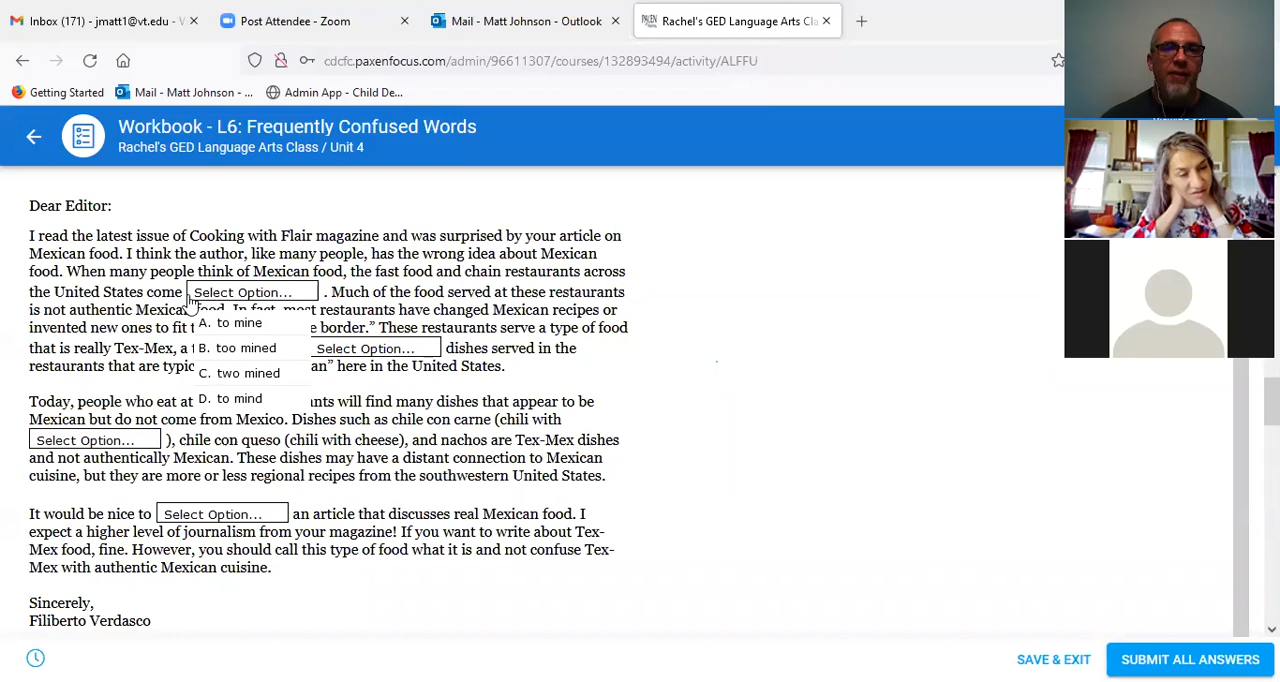 Inbox (171) - jmatt1@vt.edu - V
Post Attendee - Zoom
Mail - Matt Johnson - Outlook
PAXEN
Rachel's GED Language Arts Cla
cdcfc.paxenfocus.com/admin/96611307/courses/132893494/activity/ALFFU
Getting Started
Mail - Matt Johnson - ...
Admin App - Child De...
Workbook - L6: Frequently Confused Words
Rachel's GED Language Arts Class / Unit 4
Dear Editor:
I read the latest issue of Cooking with Flair magazine and was surprised by your article on
Mexican food. I think the author, like many people, has the wrong idea about Mexican
food. When many people think of Mexican food, the fast food and chain restaurants across
the United States come Select Option... . Much of the food served at these restaurants
is not authentic Mexican food. In fact, most restaurants have changed Mexican recipes or
invented new ones to fit t
A. to mine
e border.” These restaurants serve a type of food
that is really Tex-Mex, a
B. too mined
Select Option... dishes served in the
restaurants that are typic
C. two mined
an” here in the United States.
D. to mind
Today, people who eat at
nts will find many dishes that appear to be
Mexican but do not come from Mexico. Dishes such as chile con carne (chili with
Select Option... ), chile con queso (chili with cheese), and nachos are Tex-Mex dishes
and not authentically Mexican. These dishes may have a distant connection to Mexican
cuisine, but they are more or less regional recipes from the southwestern United States.
It would be nice to Select Option... an article that discusses real Mexican food. I
expect a higher level of journalism from your magazine! If you want to write about Tex-
Mex food, fine. However, you should call this type of food what it is and not confuse Tex-
Mex with authentic Mexican cuisine.
Sincerely,
Filiberto Verdasco
SAVE & EXIT
SUBMIT ALL ANSWERS